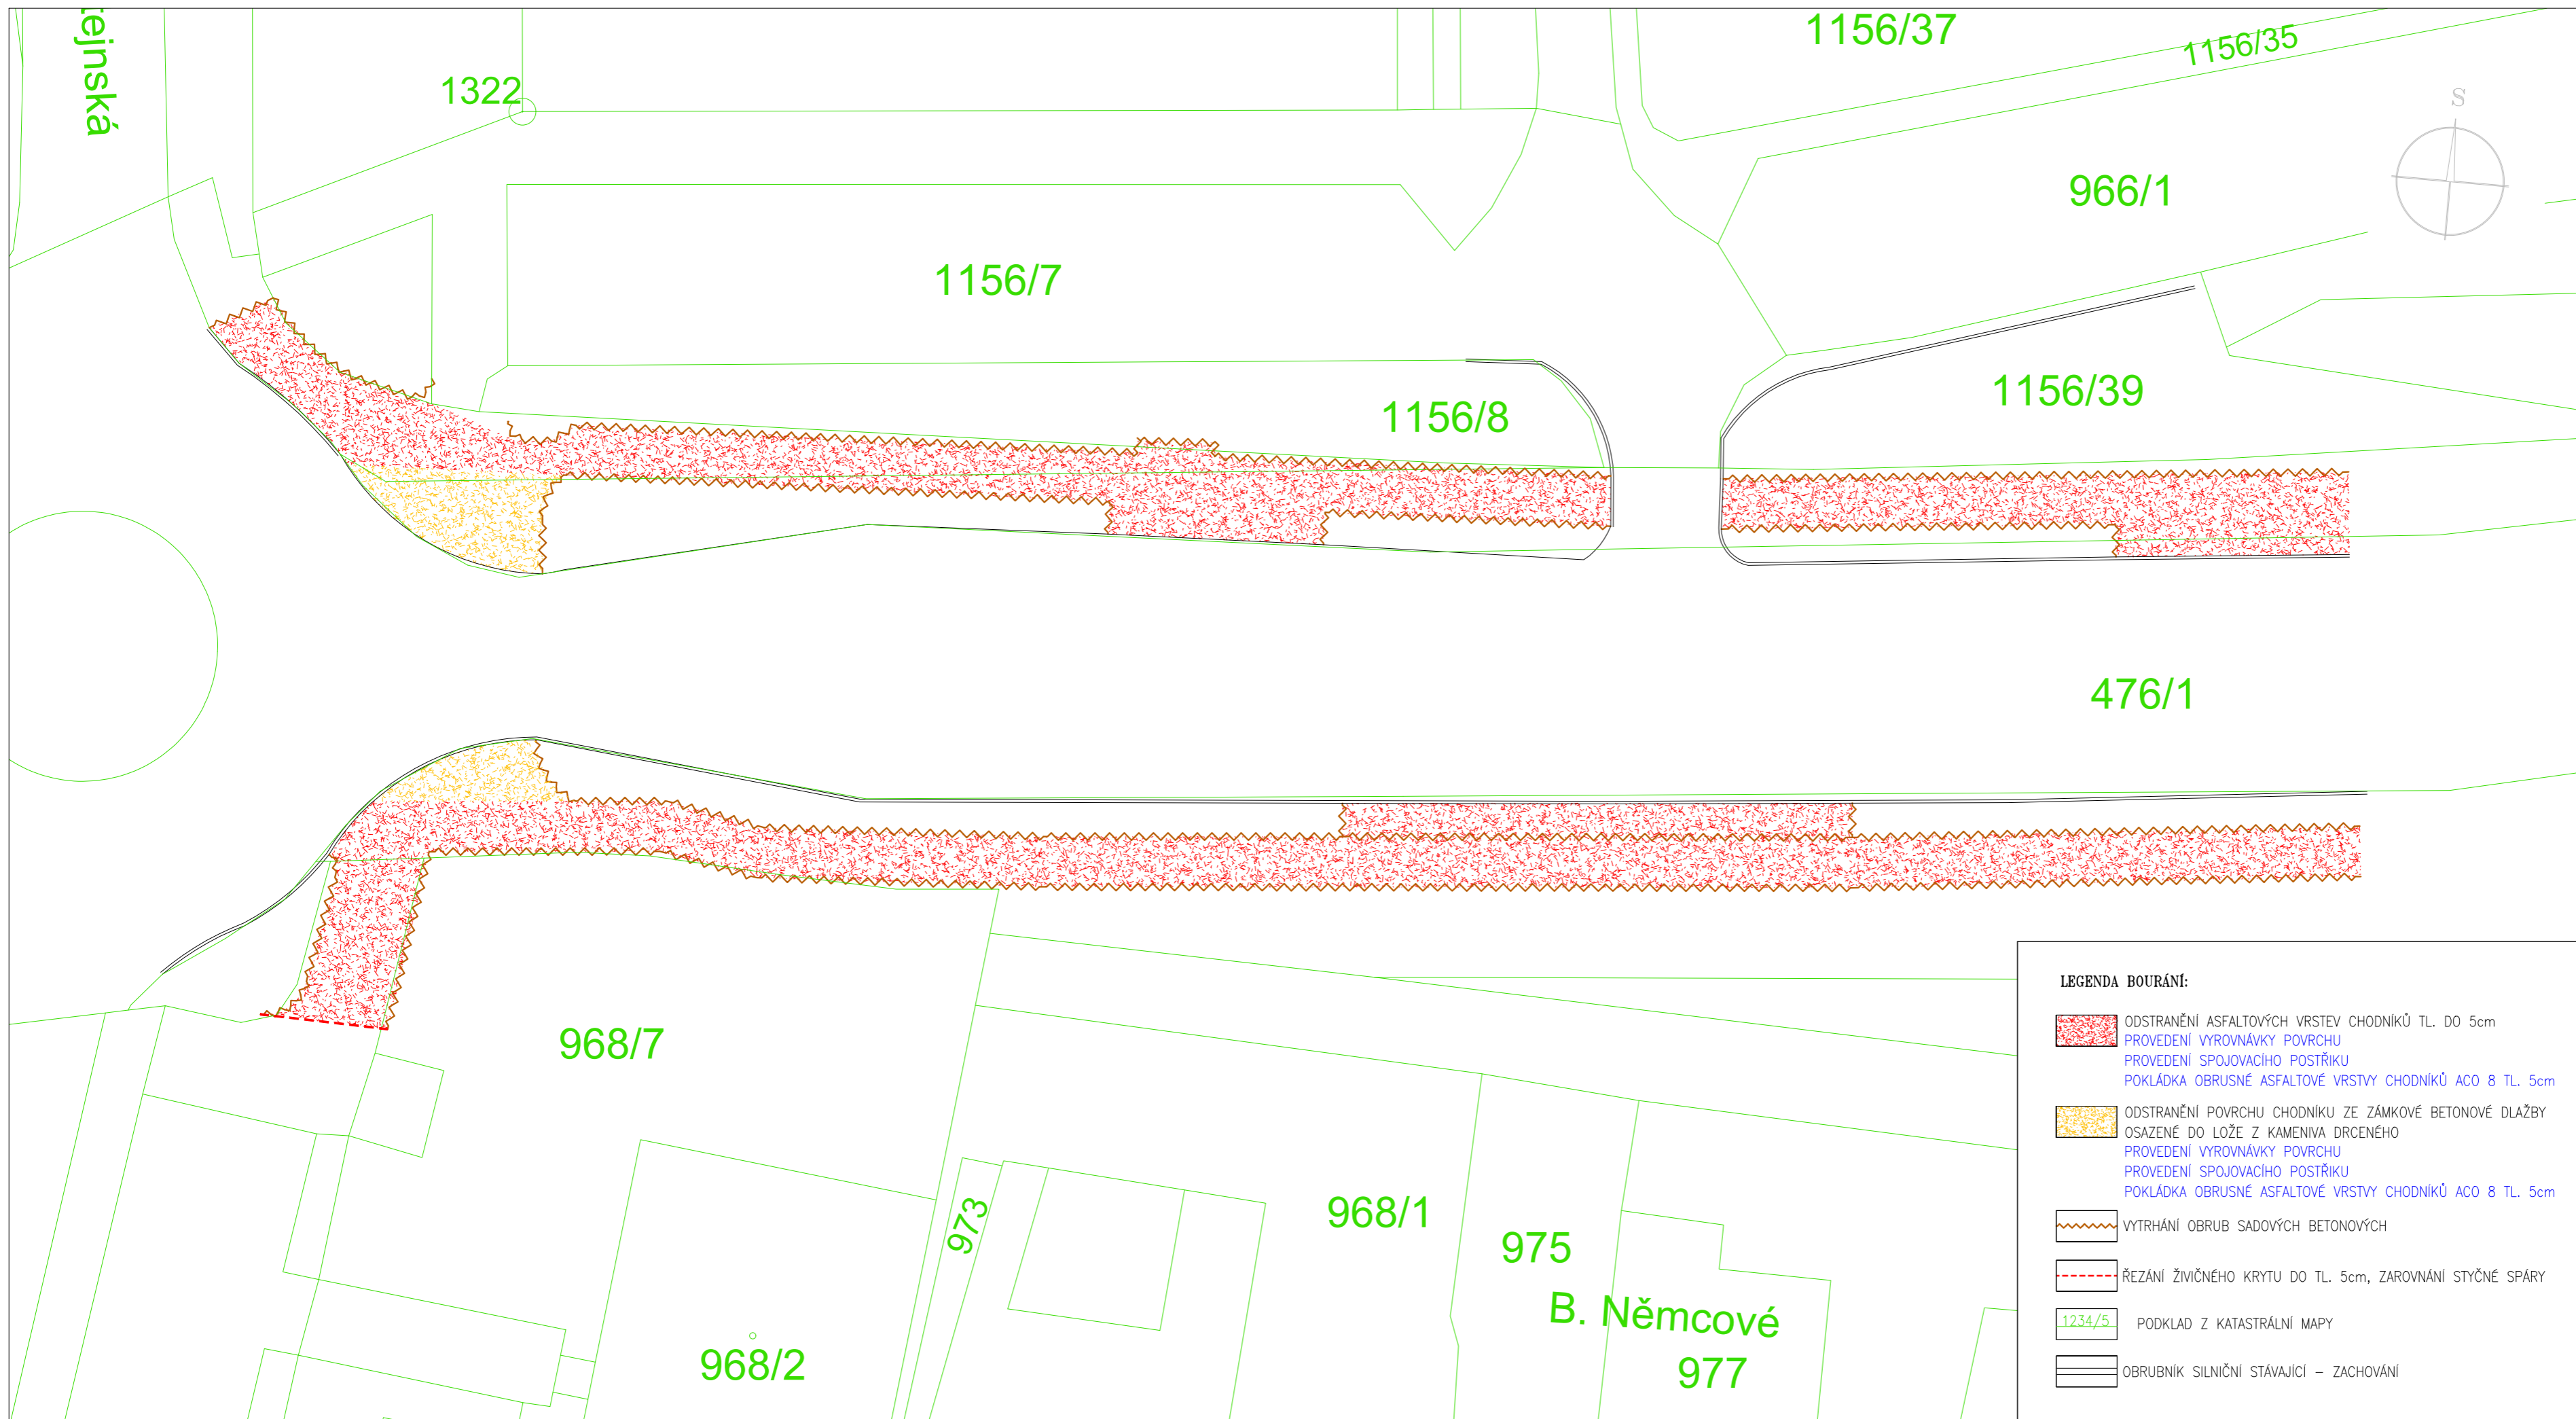 ejnská
1322
1156/37
1156/35
S
966/1
1156/7
1156/8
1156/39
476/1
968/7
973
968/1
975
B. Němcové
977
968/2
LEGENDA BOURÁNÍ:
ODSTRANĚNÍ ASFALTOVÝCH VRSTEV CHODNÍKŮ TL. DO 5cm
PROVEDENÍ VYROVNÁVKY POVRCHU
PROVEDENÍ SPOJOVACÍHO POSTŘIKU
POKLÁDKA OBRUSNÉ ASFALTOVÉ VRSTVY CHODNÍKŮ ACO 8 TL. 5cm
ODSTRANĚNÍ POVRCHU CHODNÍKU ZE ZÁMKOVÉ BETONOVÉ DLAŽBY
OSAZENÉ DO LOŽE Z KAMENIVA DRCENÉHO
PROVEDENÍ VYROVNÁVKY POVRCHU
PROVEDENÍ SPOJOVACÍHO POSTŘIKU
POKLÁDKA OBRUSNÉ ASFALTOVÉ VRSTVY CHODNÍKŮ ACO 8 TL. 5cm
VYTRHÁNÍ OBRUB SADOVÝCH BETONOVÝCH
ŘEZÁNÍ ŽIVIČNÉHO KRYTU DO TL. 5cm, ZAROVNÁNÍ STYČNÉ SPÁRY
1234/5 PODKLAD Z KATASTRÁLNÍ MAPY
OBRUBNÍK SILNIČNÍ STÁVAJÍCÍ – ZACHOVÁNÍ